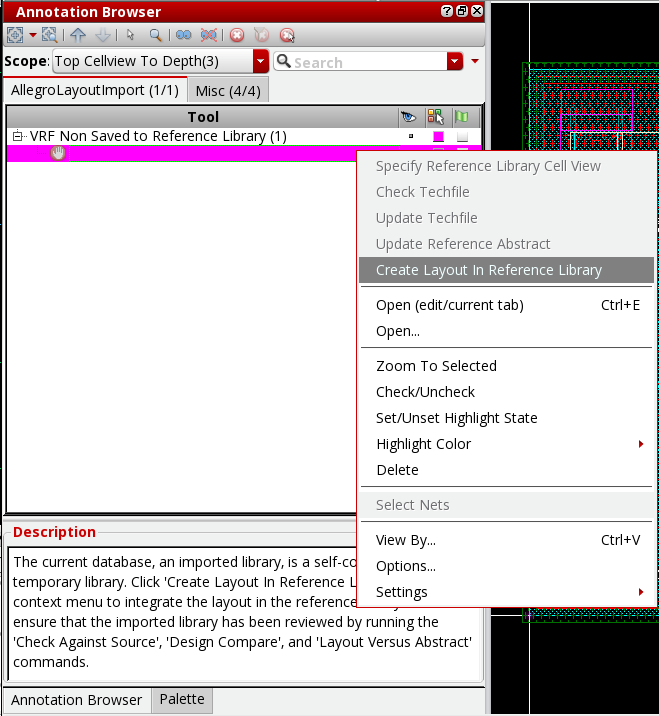 Annotation Browser
Scope: Top Cellview To Depth(3) Search
AllegroLayoutImport (1/1) Misc (4/4)
Tool
VRF Non Saved to Reference Library (1)
Specify Reference Library Cell View
Check Techfile
Update Techfile
Update Reference Abstract
Create Layout In Reference Library
Open (edit/current tab) Ctrl+E
Open...
Zoom To Selected
Check/Uncheck
Set/Unset Highlight State
Highlight Color
Delete
Select Nets
View By... Ctrl+V
Options...
Settings
Description
The current database, an imported library, is a self-co
temporary library. Click 'Create Layout In Reference L
context menu to integrate the layout in the reference
ensure that the imported library has been reviewed by running the
'Check Against Source', 'Design Compare', and 'Layout Versus Abstract'
commands.
Annotation Browser Palette